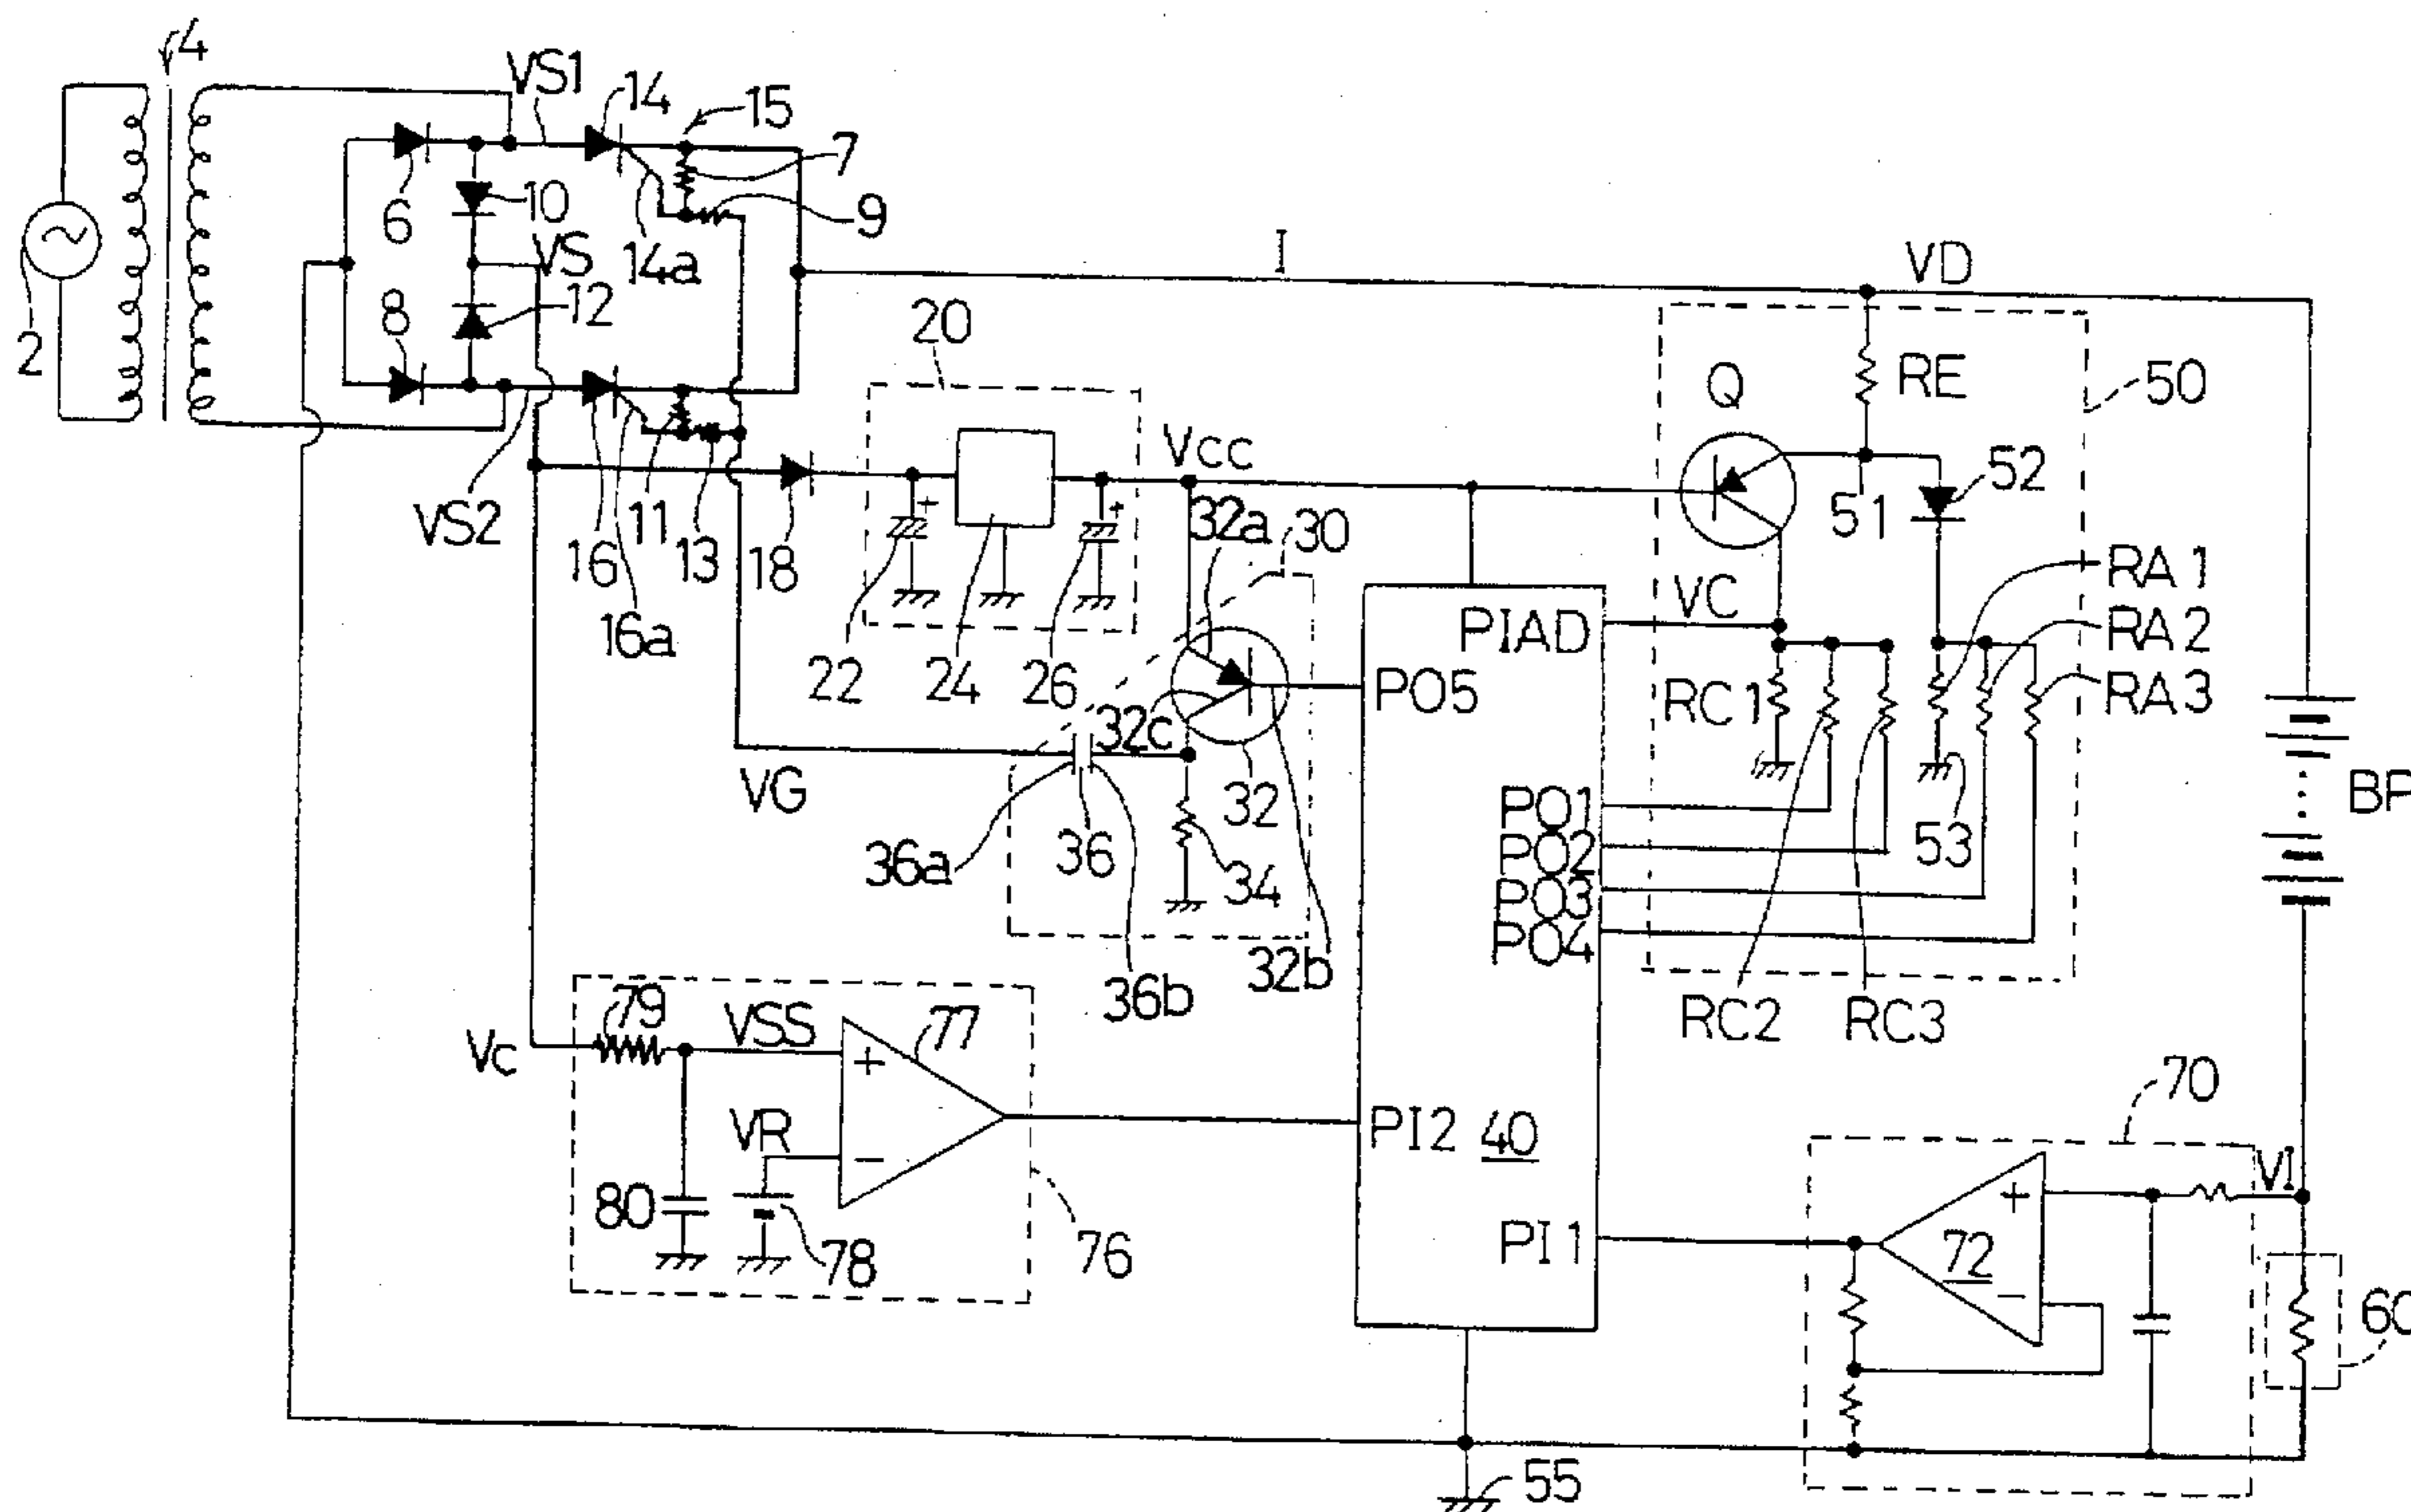 4
VS1
14
15
7
6
10
9
VS
14a
I
VD
2
8
12
20
Q
RE
50
VCC
52
32a
30
51
VS2
16
11
13
18
RA1
16a
VC
PIAD
RA2
22
24
26
PO5
RC1
RA3
32c
VG
36
32
PO1
BP
36a
34
PO2
53
PO3
PO4
32b
36b
79
VSS
77
RC2
RC3
Vc
70
VR
PI2
40
VI
80
78
76
PI1
72
+
−
+
−
+
+
60
55